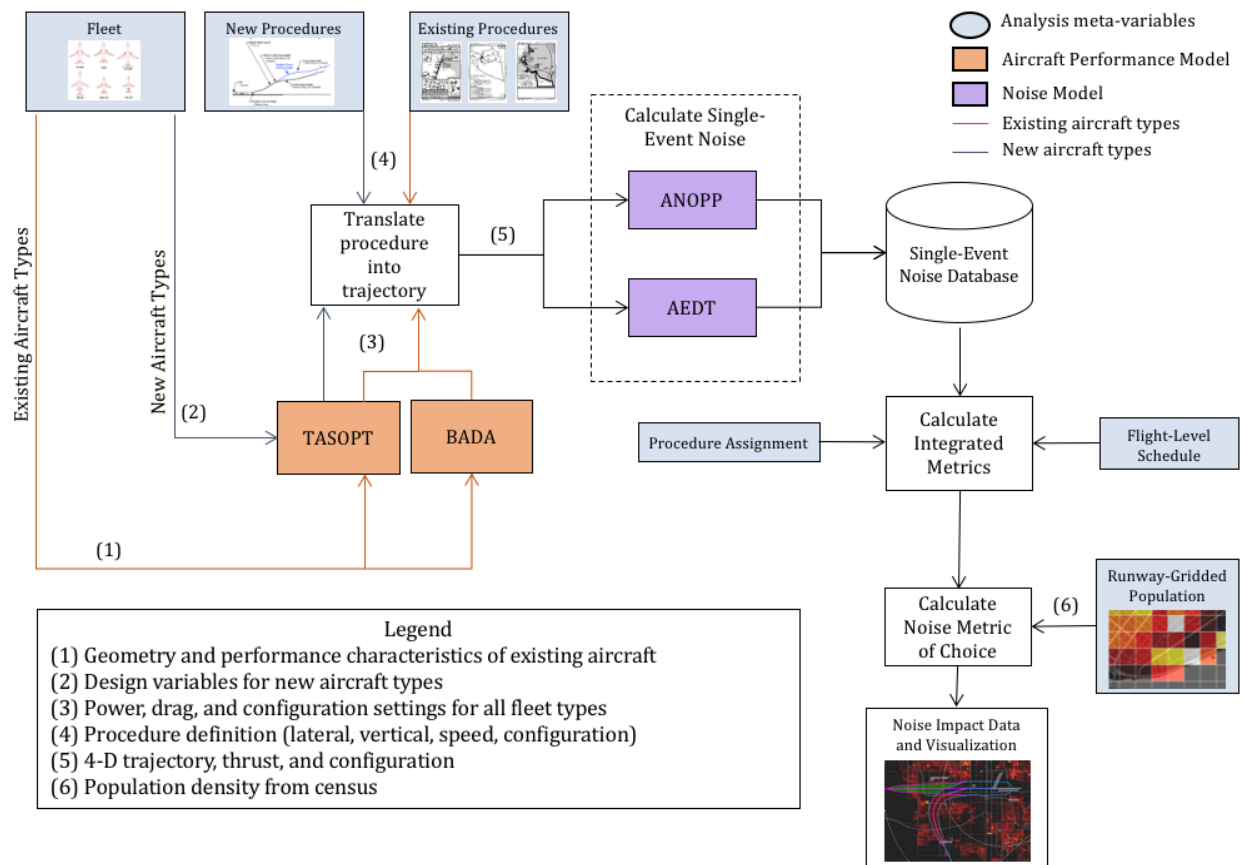 Fleet
New Procedures
Existing Procedures
Analysis meta-variables
Aircraft Performance Model
Noise Model
Existing aircraft types
New aircraft types
Calculate Single-
Event Noise
(4)
Translate
procedure
into
trajectory
(5)
ANOPP
AEDT
Single-Event
Noise Database
Existing Aircraft Types
New Aircraft Types
(3)
(2)
TASOPT
BADA
(1)
Procedure Assignment
Calculate
Integrated
Metrics
Flight-Level
Schedule
Runway-Gridded
Population
(6)
Calculate
Noise Metric
of Choice
Noise Impact Data
and Visualization
Legend
(1) Geometry and performance characteristics of existing aircraft
(2) Design variables for new aircraft types
(3) Power, drag, and configuration settings for all fleet types
(4) Procedure definition (lateral, vertical, speed, configuration)
(5) 4-D trajectory, thrust, and configuration
(6) Population density from census